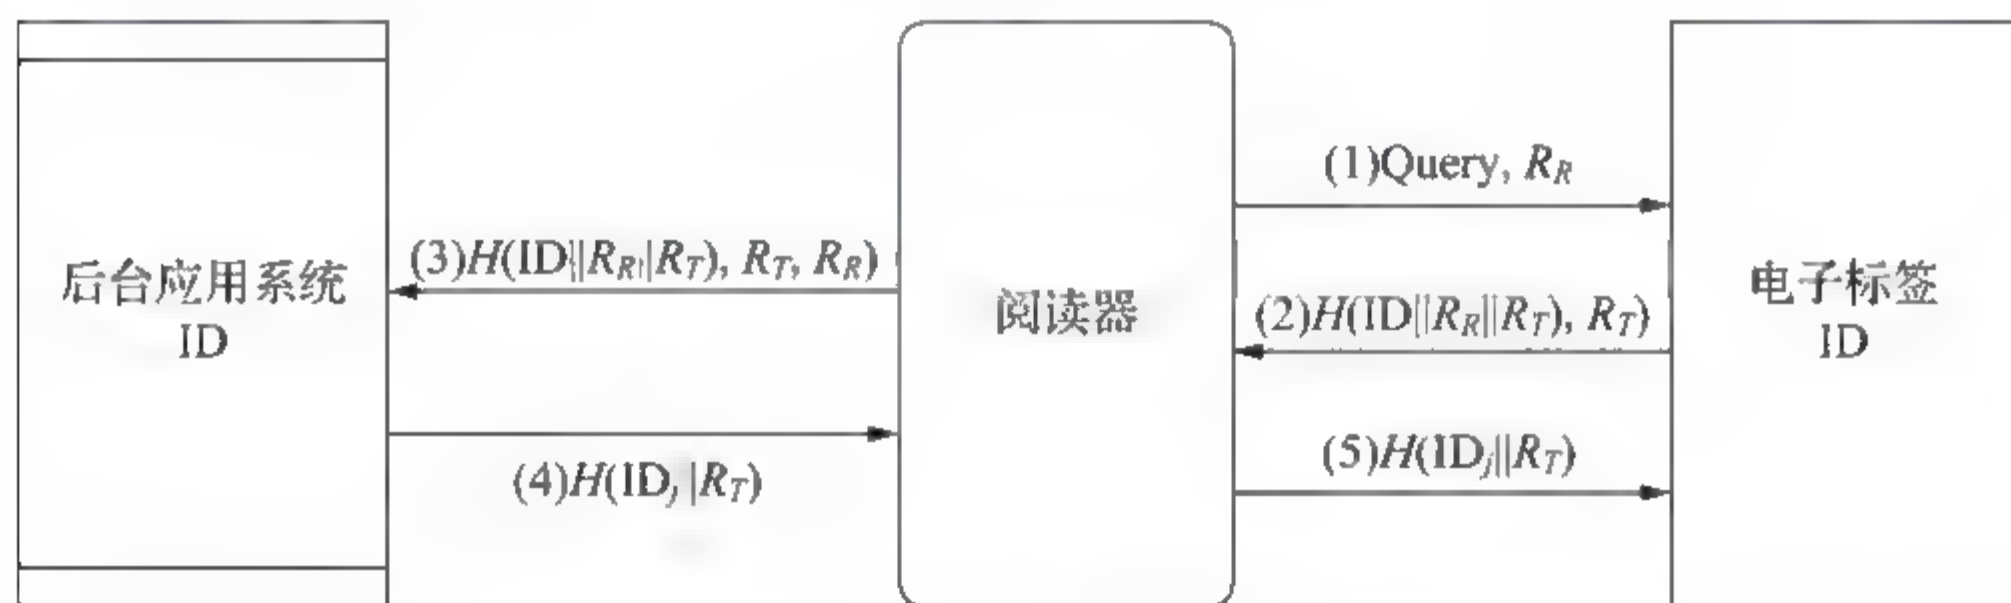 后台应用系统
ID
(3)H(ID||R_R||R_T), R_T, R_R)
(4)H(ID_j||R_T)
阅读器
(1)Query, R_R
(2)H(ID||R_R||R_T), R_T)
(5)H(ID_j||R_T)
电子标签
ID